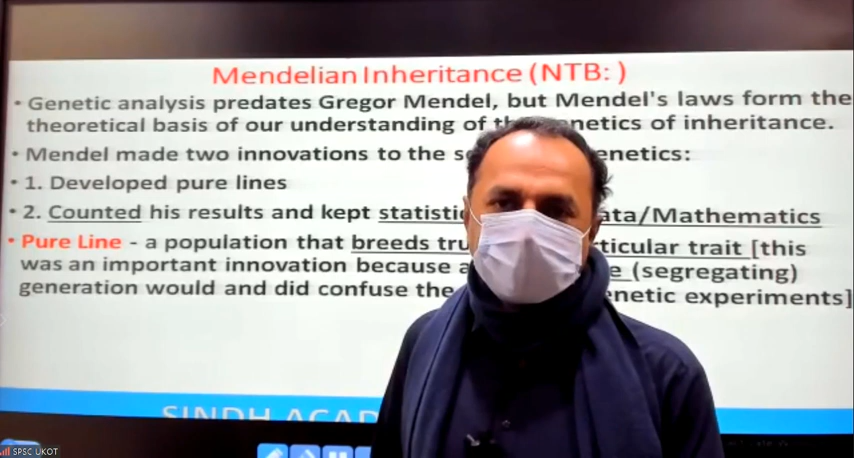 Mendelian Inheritance (NTB: )
• Genetic analysis predates Gregor Mendel, but Mendel's laws form the
theoretical basis of our understanding of netics of inheritance.
• Mendel made two innovations to the enetics:
• 1. Developed pure lines
• 2. Counted his results and kept statistic ata/Mathematics
• Pure Line - a population that breeds tru ticular trait [this
was an important innovation because a (segregating)
generation would and did confuse the enetic experiments]
SINDH ACAD
SPSC UKOT